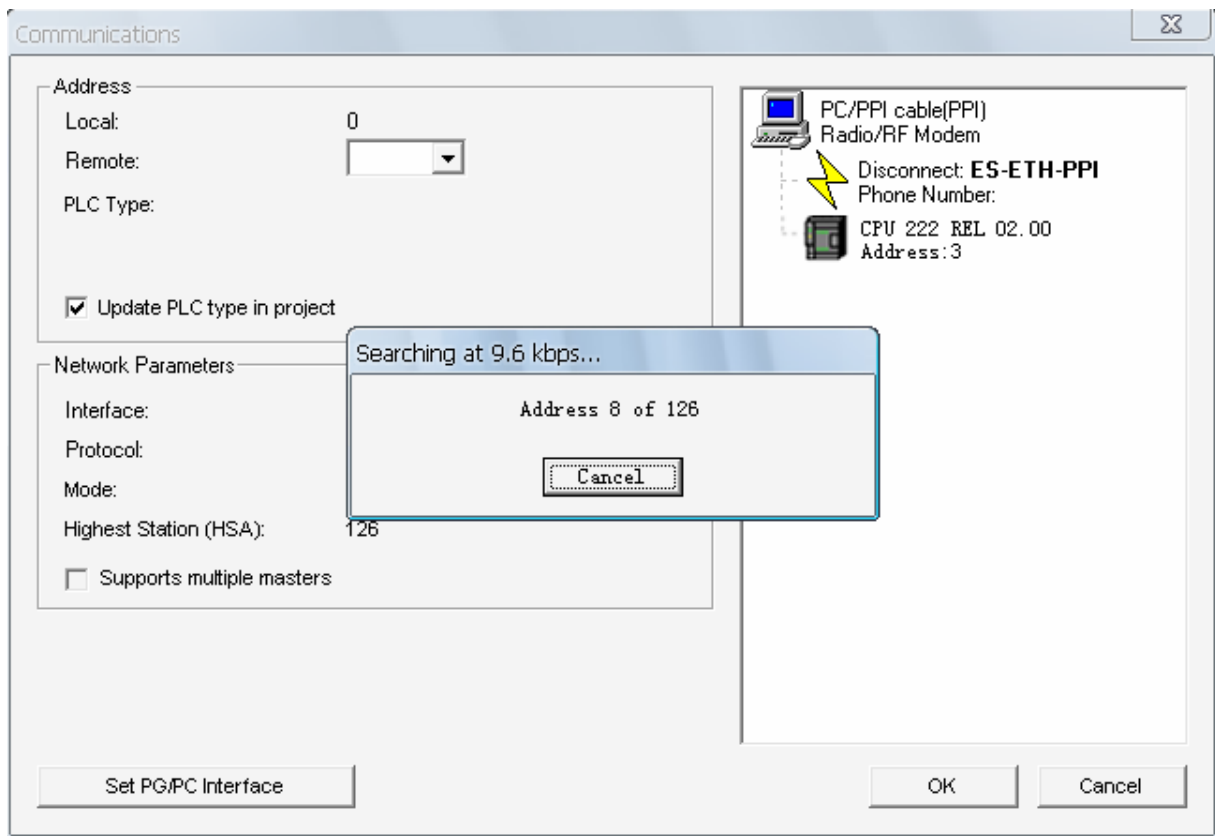 Communications
Address
Local: 0
Remote:
PLC Type:
Update PLC type in project
Network Parameters
Interface:
Protocol:
Mode:
Highest Station (HSA): 126
Supports multiple masters
Set PG/PC Interface
Searching at 9.6 kbps...
Address 8 of 126
Cancel
PC/PPI cable(PPI)
Radio/RF Modem
Disconnect: ES-ETH-PPI
Phone Number:
CPU 222 REL 02.00
Address:3
OK
Cancel